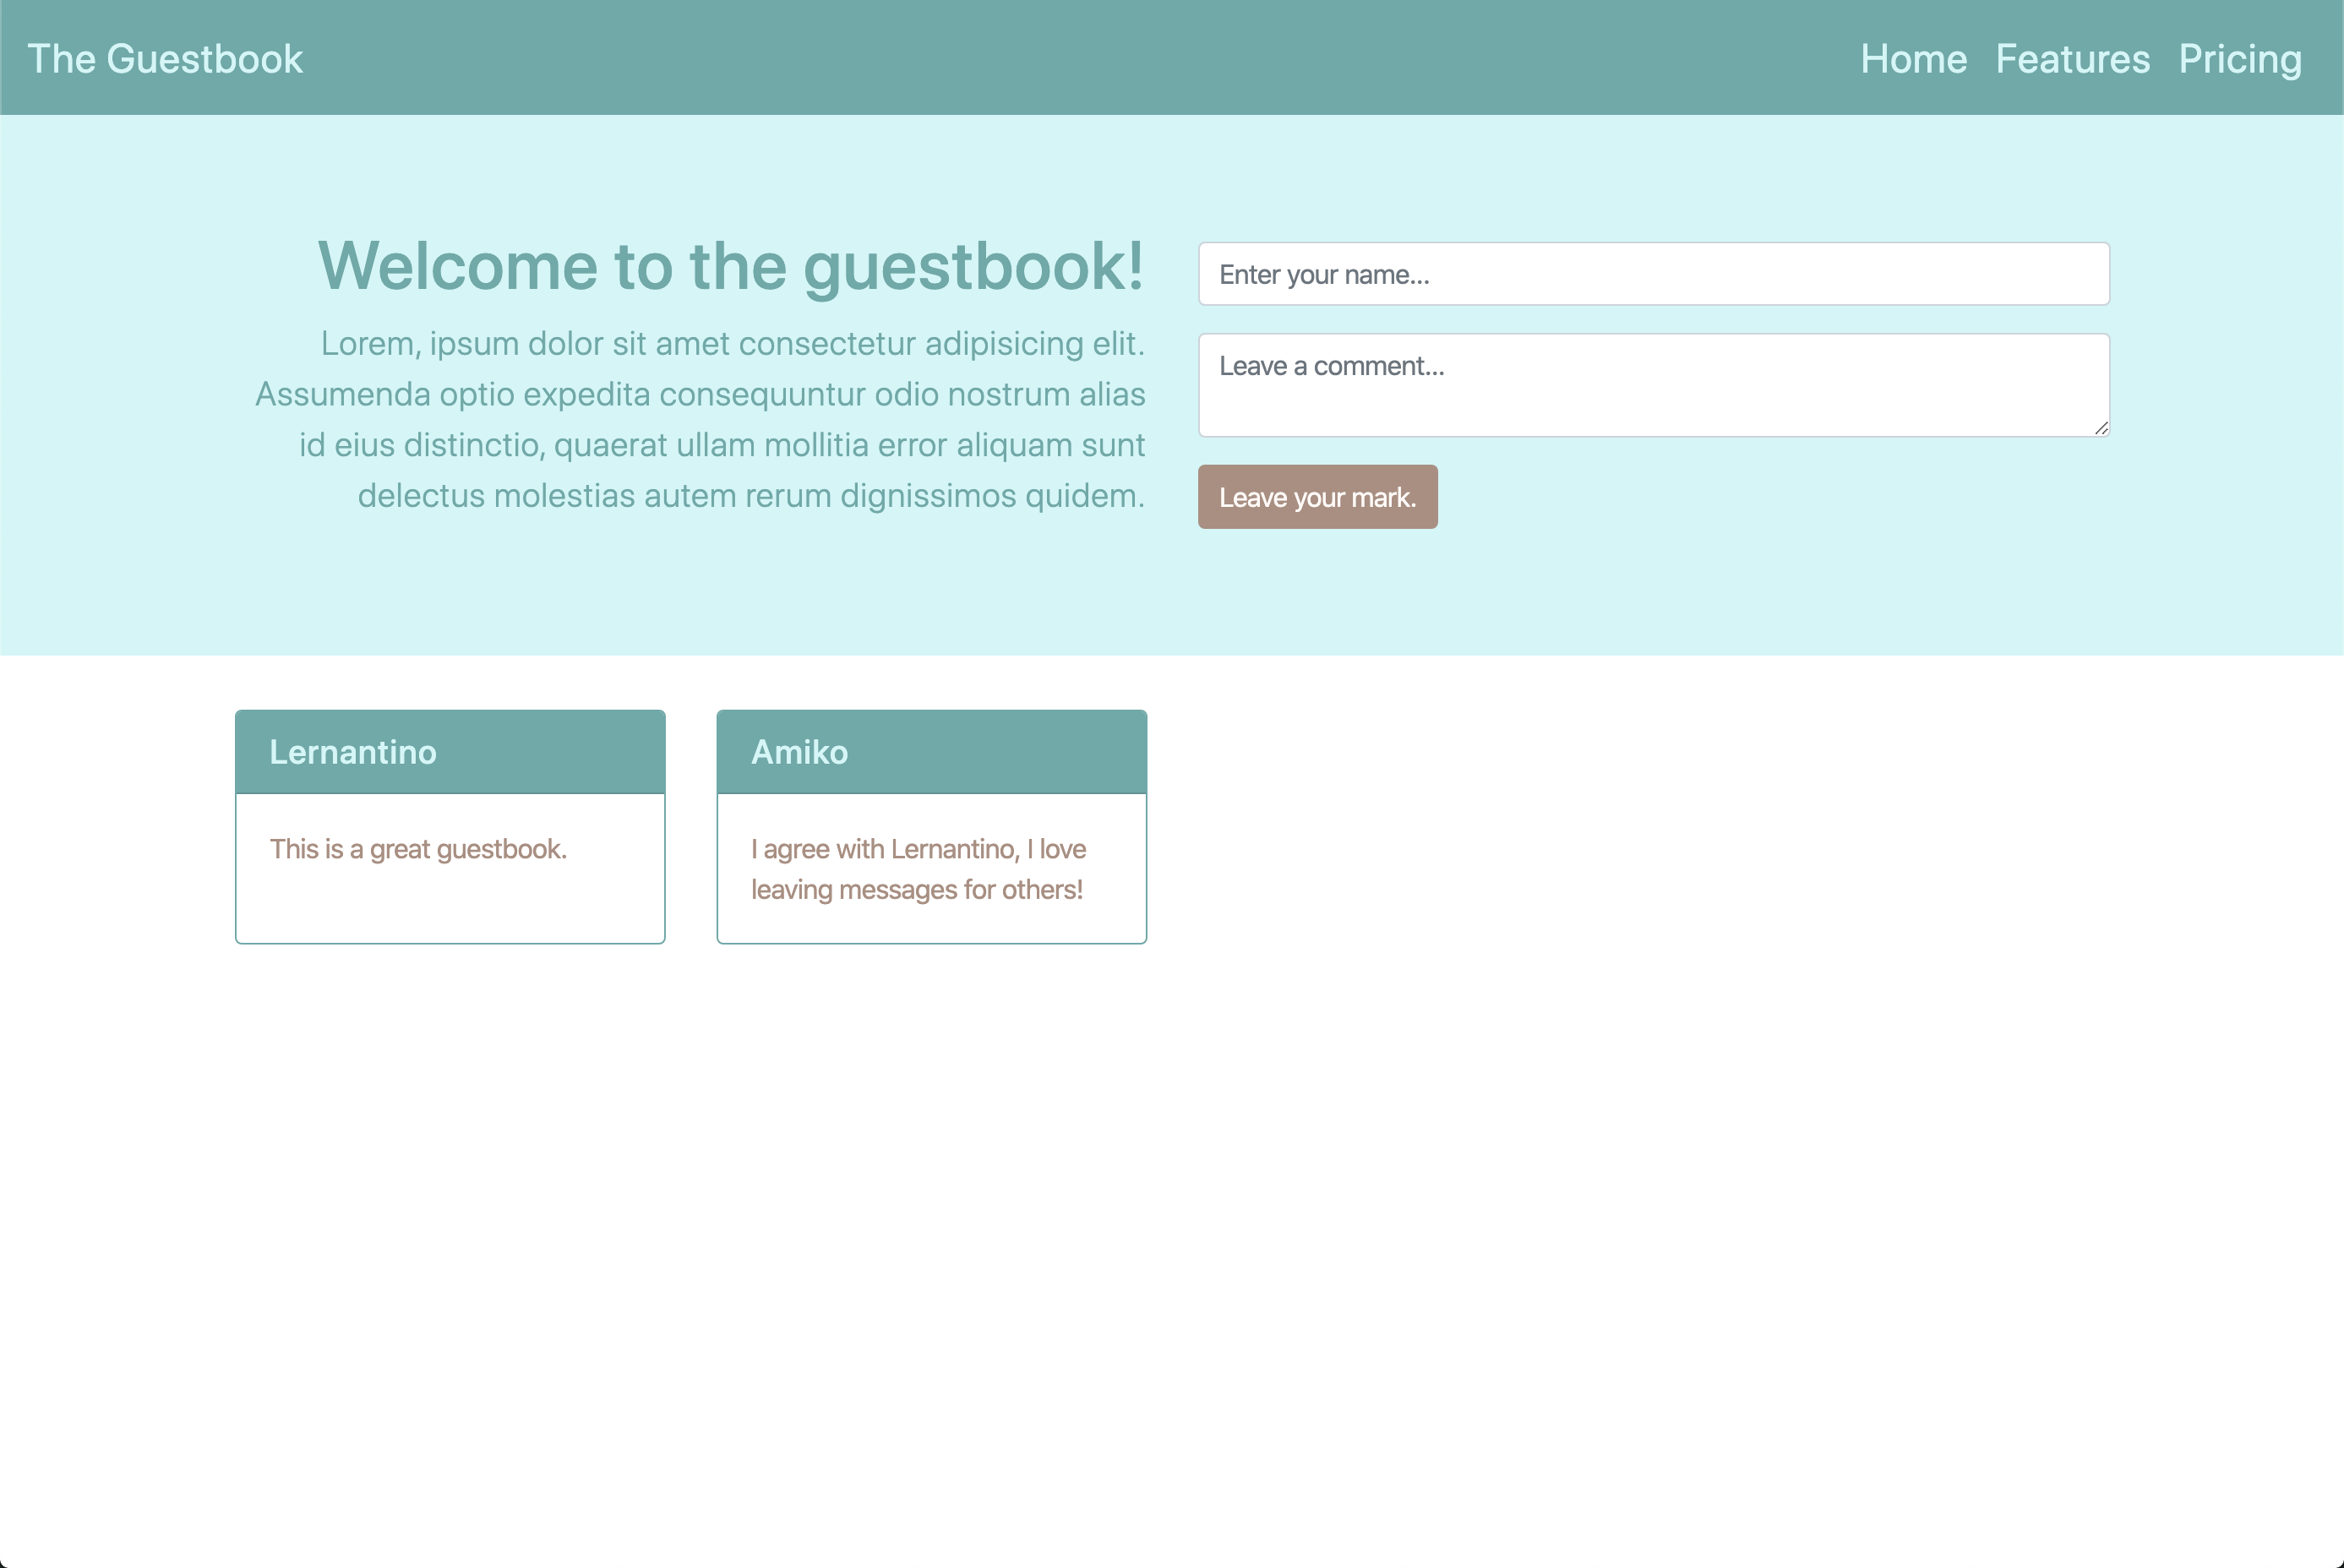 The Guestbook
Home Features Pricing
Welcome to the guestbook!
Lorem, ipsum dolor sit amet consectetur adipisicing elit.
Assumenda optio expedita consequuntur odio nostrum alias
id eius distinctio, quaerat ullam mollitia error aliquam sunt
delectus molestias autem rerum dignissimos quidem.
Enter your name...
Leave a comment...
Leave your mark.
Lernantino
This is a great guestbook.
Amiko
I agree with Lernantino, I love
leaving messages for others!